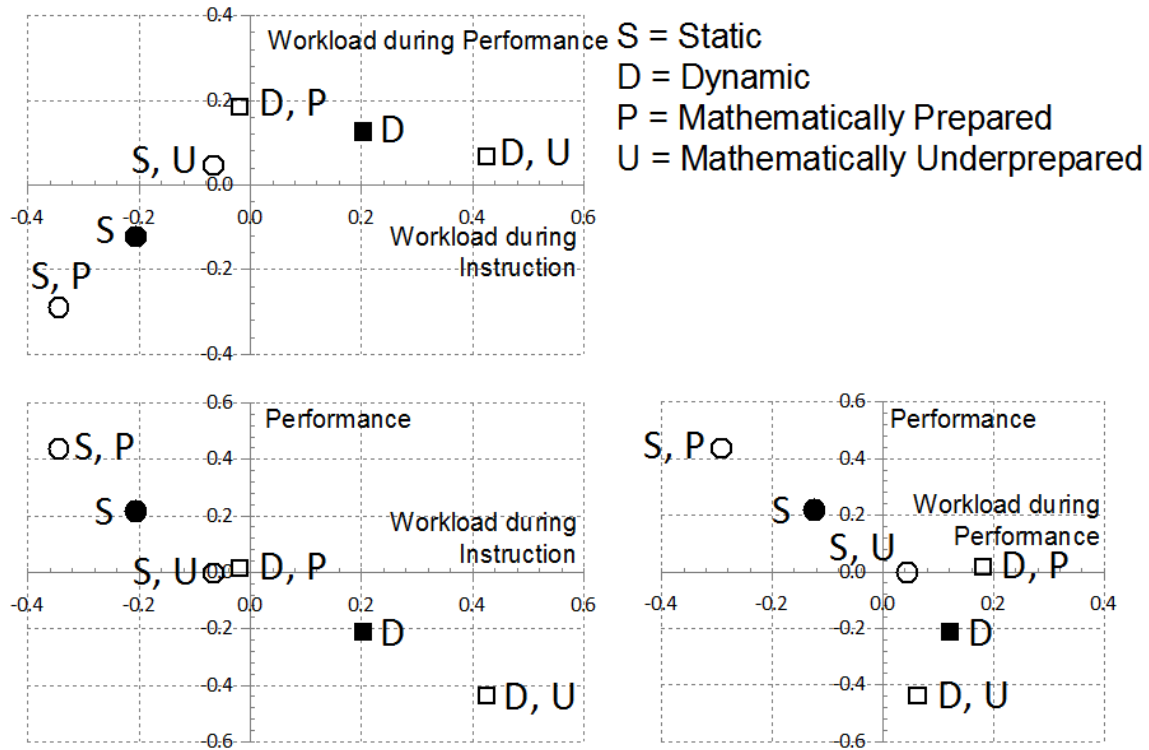 0.4
Workload during Performance
S = Static
D = Dynamic
P = Mathematically Prepared
U = Mathematically Underprepared
0.2
D, P
D
S, U
D, U
0.0
-0.4
-0.2
0.0
0.2
0.4
0.6
S
Workload during
Instruction
-0.2
S, P
-0.4
0.6
Performance
S, P
0.4
S
0.2
Workload during
Instruction
S, U
0.0
D, P
-0.4
-0.2
0.0
0.2
0.4
0.6
-0.2
D
-0.4
D, U
-0.6
0.6
Performance
S, P
0.4
S
0.2
Workload during
Performance
S, U
0.0
D, P
-0.4
-0.2
0.0
0.2
0.4
-0.2
D
-0.4
D, U
-0.6